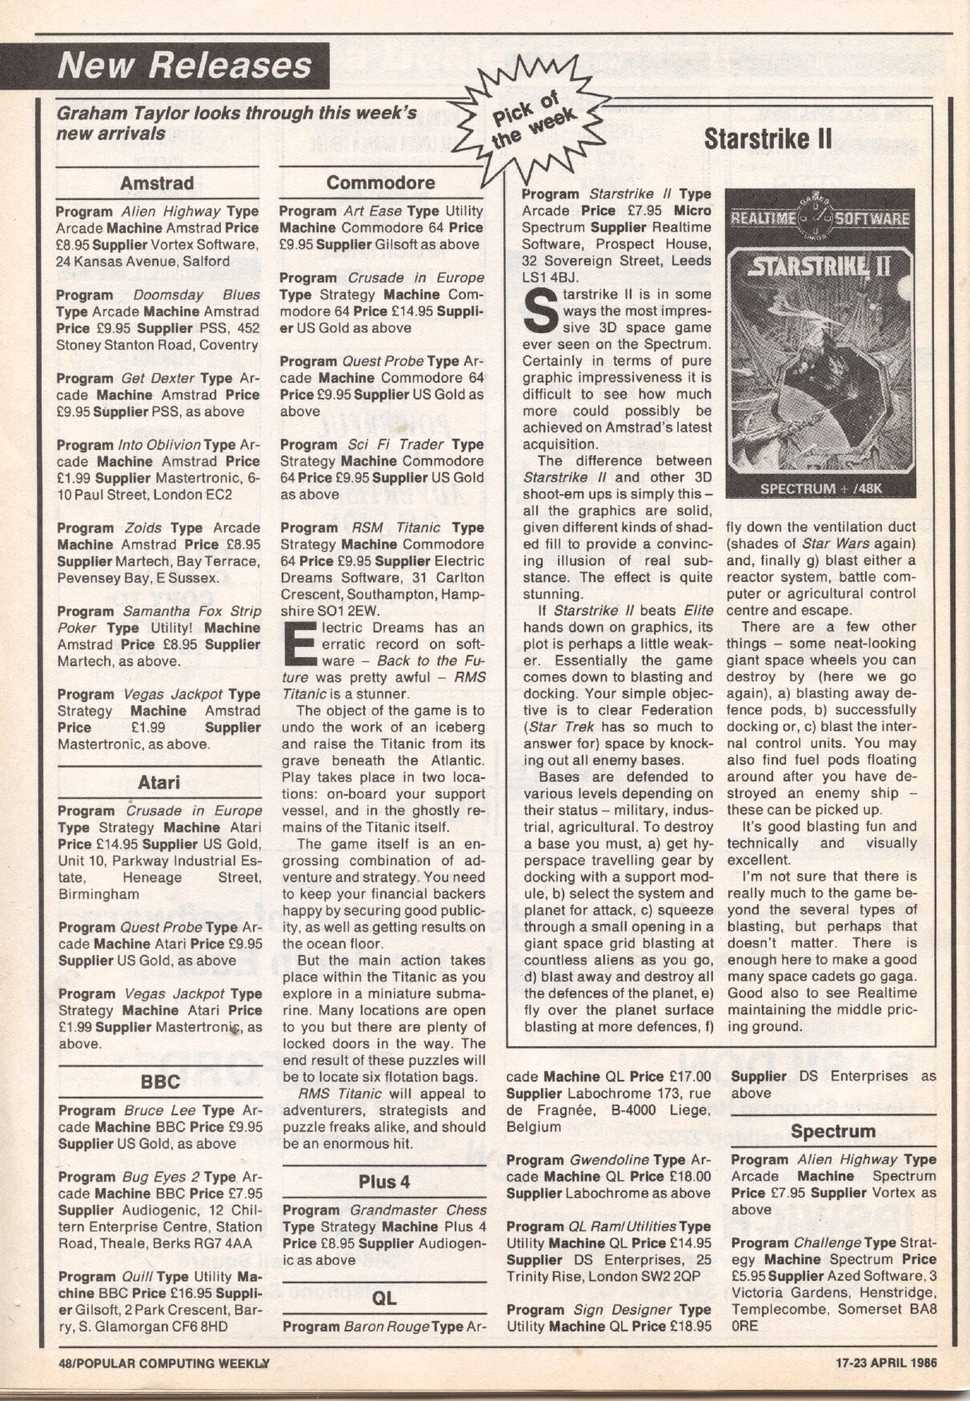 New Releases
Graham Taylor looks through this week's
new arrivals
Amstrad
Program Alien Highway Type
Arcade Machine Amstrad Price
£8.95 Supplier Vortex Software,
24 Kansas Avenue, Salford
Program Doomsday Blues
Type Arcade Machine Amstrad
Price £9.95 Supplier PSS, 452
Stoney Stanton Road, Coventry
Program Get Dexter Type Ar-
cade Machine Amstrad Price
£9.95 Supplier PSS, as above
Program Into Oblivion Type Ar-
cade Machine Amstrad Price
£1.99 Supplier Mastertronic, 6-
10 Paul Street, London EC2
Program Zoids Type Arcade
Machine Amstrad Price £8.95
Supplier Martech, Bay Terrace,
Pevensey Bay, E Sussex.
Program Samantha Fox Strip
Poker Type Utility! Machine
Amstrad Price £8.95 Supplier
Martech, as above.
Program Vegas Jackpot Type
Strategy Machine Amstrad
Price £1.99 Supplier
Mastertronic, as above.
Atari
Program Crusade in Europe
Type Strategy Machine Atari
Price £14.95 Supplier US Gold,
Unit 10, Parkway Industrial Es-
tate, Heneage Street,
Birmingham
Program Quest Probe Type Ar-
cade Machine Atari Price £9.95
Supplier US Gold, as above
Program Vegas Jackpot Type
Strategy Machine Atari Price
£1.99 Supplier Mastertronic, as
above.
BBC
Program Bruce Lee Type Ar-
cade Machine BBC Price £9.95
Supplier US Gold, as above
Program Bug Eyes 2 Type Ar-
cade Machine BBC Price £7.95
Supplier Audiogenic, 12 Chil-
tern Enterprise Centre, Station
Road, Theale, Berks RG7 4AA
Program Quill Type Utility Ma-
chine BBC Price £16.95 Suppli-
er Gilsoft, 2 Park Crescent, Bar-
ry, S. Glamorgan CF6 8HD
Commodore
Program Art Ease Type Utility
Machine Commodore 64 Price
£9.95 Supplier Gilsoft as above
Program Crusade in Europe
Type Strategy Machine Com-
modore 64 Price £14.95 Suppli-
er US Gold as above
Program Quest Probe Type Ar-
cade Machine Commodore 64
Price £9.95 Supplier US Gold as
above
Program Sci Fi Trader Type
Strategy Machine Commodore
64 Price £9.95 Supplier US Gold
as above
Program RSM Titanic Type
Strategy Machine Commodore
64 Price £9.95 Supplier Electric
Dreams Software, 31 Carlton
Crescent, Southampton, Hamp-
shire SO1 2EW.
Electric Dreams has an
erratic record on soft-
ware – Back to the Fu-
ture was pretty awful – RMS
Titanic is a stunner.
The object of the game is to
undo the work of an iceberg
and raise the Titanic from its
grave beneath the Atlantic.
Play takes place in two loca-
tions: on-board your support
vessel, and in the ghostly re-
mains of the Titanic itself.
The game itself is an en-
grossing combination of ad-
venture and strategy. You need
to keep your financial backers
happy by securing good public-
ity, as well as getting results on
the ocean floor.
But the main action takes
place within the Titanic as you
explore in a miniature subma-
rine. Many locations are open
to you but there are plenty of
locked doors in the way. The
end result of these puzzles will
be to locate six flotation bags.
RMS Titanic will appeal to
adventurers, strategists and
puzzle freaks alike, and should
be an enormous hit.
Plus 4
Program Grandmaster Chess
Type Strategy Machine Plus 4
Price £8.95 Supplier Audiogen-
ic as above
QL
Program Baron Rouge Type Ar-
Pick of
the week
Starstrike II
Program Starstrike II Type
Arcade Price £7.95 Micro
Spectrum Supplier Realtime
Software, Prospect House,
32 Sovereign Street, Leeds
LS1 4BJ.
Starstrike II is in some
ways the most impres-
sive 3D space game
ever seen on the Spectrum.
Certainly in terms of pure
graphic impressiveness it is
difficult to see how much
more could possibly be
achieved on Amstrad's latest
acquisition.
The difference between
Starstrike II and other 3D
shoot-em ups is simply this –
all the graphics are solid,
given different kinds of shad-
ed fill to provide a convinc-
ing illusion of real sub-
stance. The effect is quite
stunning.
If Starstrike II beats Elite
hands down on graphics, its
plot is perhaps a little weak-
er. Essentially the game
comes down to blasting and
docking. Your simple objec-
tive is to clear Federation
(Star Trek has so much to
answer for) space by knock-
ing out all enemy bases.
Bases are defended to
various levels depending on
their status – military, indus-
trial, agricultural. To destroy
a base you must, a) get hy-
perspace travelling gear by
docking with a support mod-
ule, b) select the system and
planet for attack, c) squeeze
through a small opening in a
giant space grid blasting at
countless aliens as you go,
d) blast away and destroy all
the defences of the planet, e)
fly over the planet surface
blasting at more defences, f)
REALTIME GAMES SOFTWARE
STARSTRIKE II
SPECTRUM + /48K
fly down the ventilation duct
(shades of Star Wars again)
and, finally g) blast either a
reactor system, battle com-
puter or agricultural control
centre and escape.
There are a few other
things – some neat-looking
giant space wheels you can
destroy by (here we go
again), a) blasting away de-
fence pods, b) successfully
docking or, c) blast the inter-
nal control units. You may
also find fuel pods floating
around after you have de-
stroyed an enemy ship –
these can be picked up.
It's good blasting fun and
technically and visually
excellent.
I'm not sure that there is
really much to the game be-
yond the several types of
blasting, but perhaps that
doesn't matter. There is
enough here to make a good
many space cadets go gaga.
Good also to see Realtime
maintaining the middle pric-
ing ground.
cade Machine QL Price £17.00
Supplier Labochrome 173, rue
de Fragnée, B-4000 Liege,
Belgium
Program Gwendoline Type Ar-
cade Machine QL Price £18.00
Supplier Labochrome as above
Program QL Ram/Utilities Type
Utility Machine QL Price £14.95
Supplier DS Enterprises, 25
Trinity Rise, London SW2 2QP
Program Sign Designer Type
Utility Machine QL Price £18.95
Supplier DS Enterprises as
above
Spectrum
Program Alien Highway Type
Arcade Machine Spectrum
Price £7.95 Supplier Vortex as
above
Program Challenge Type Strat-
egy Machine Spectrum Price
£5.95 Supplier Azed Software, 3
Victoria Gardens, Henstridge,
Templecombe, Somerset BA8
0RE
48/POPULAR COMPUTING WEEKLY
17-23 APRIL 1986